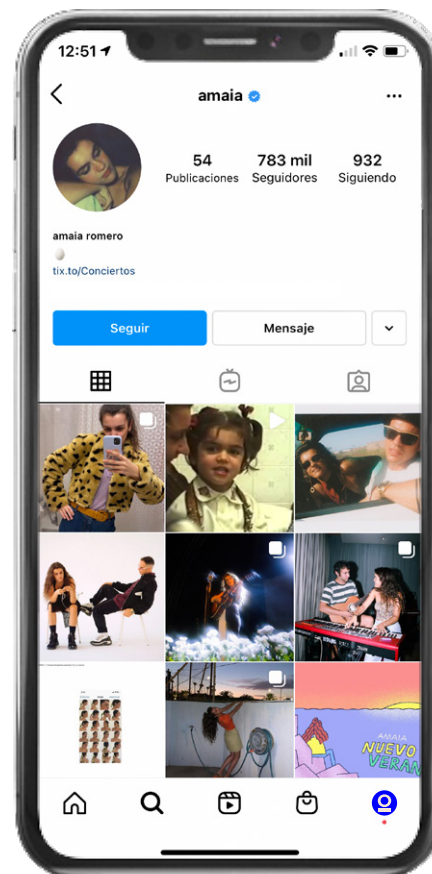 12:51
amaia
54 783 mil 932
Publicaciones Seguidores Siguiendo
amaia romero
tix.to/Conciertos
Seguir Mensaje
AMAIA
NUEVO
VERAN